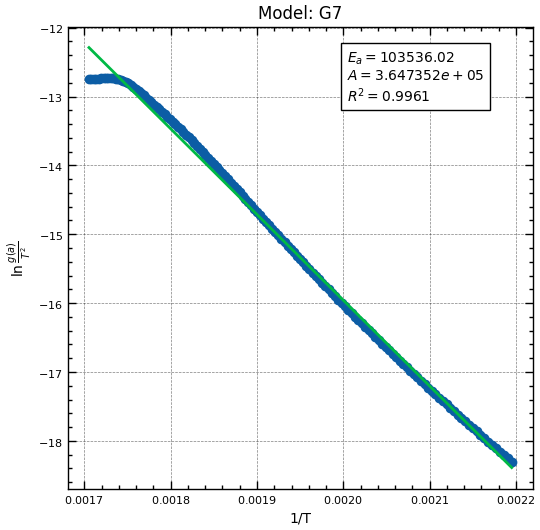 Model: G7
E_a = 103536.02
A = 3.647352e + 05
R^2 = 0.9961
−12
−13
−14
−15
−16
−17
−18
ln g(a)/T^2
0.0017 0.0018 0.0019 0.0020 0.0021 0.0022
1/T